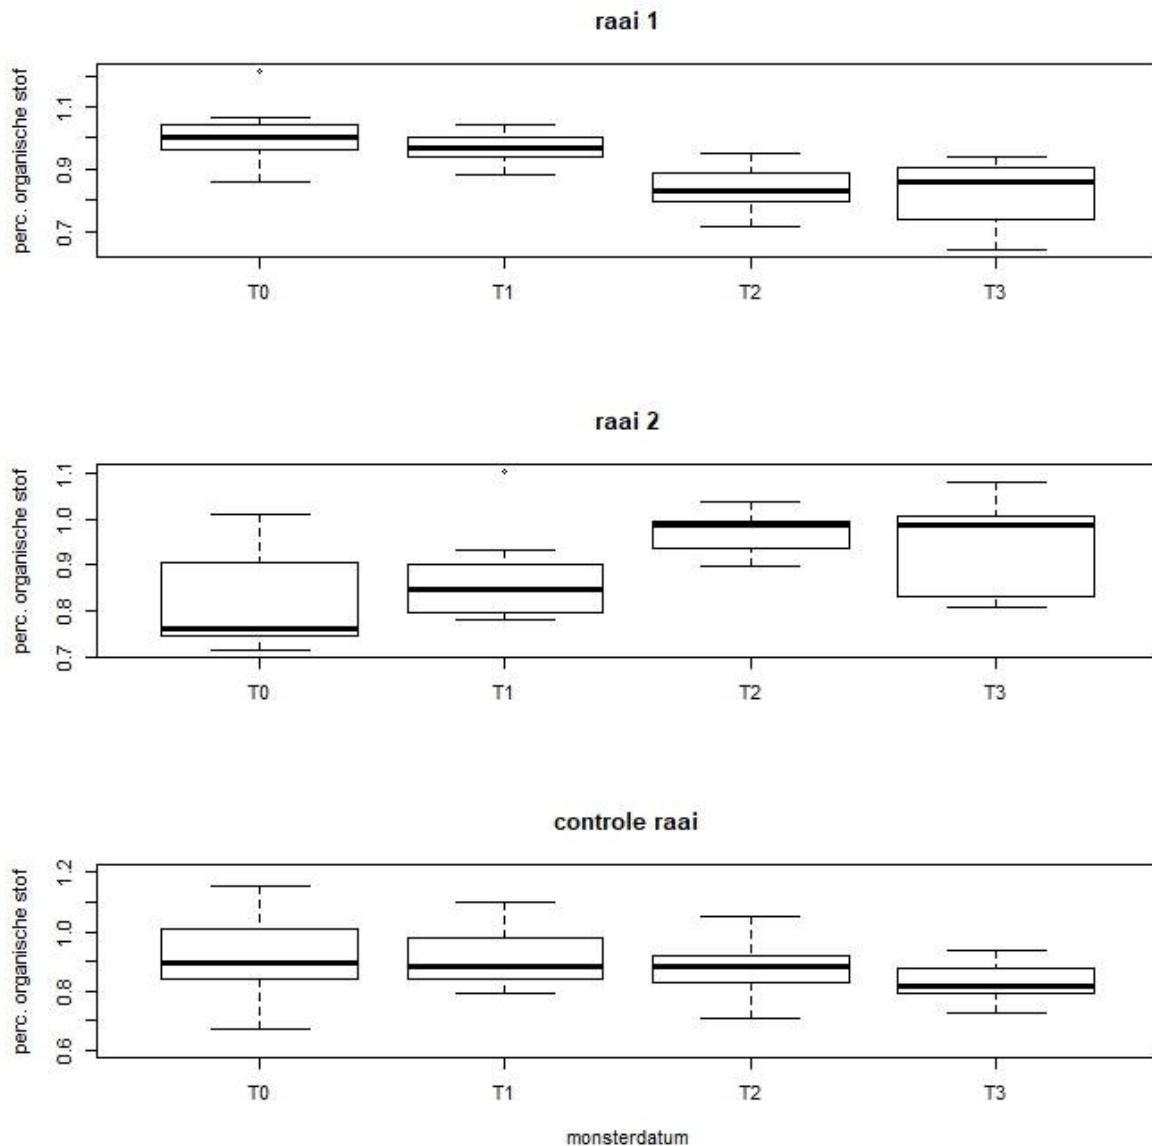 raai 1
perc. organische stof
1.1
0.9
0.7
T0 T1 T2 T3
raai 2
perc. organische stof
1.1
1.0
0.9
0.8
0.7
T0 T1 T2 T3
controle raai
perc. organische stof
1.2
1.0
0.8
0.6
T0 T1 T2 T3
monsterdatum